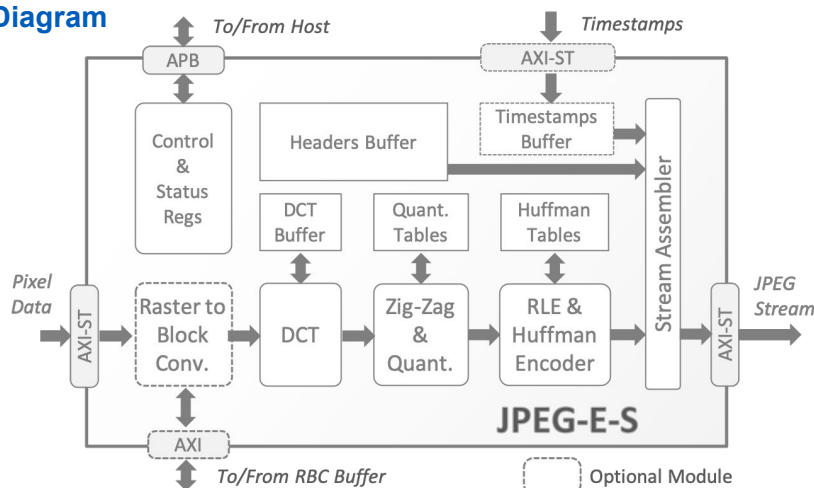 Diagram
To/From Host
Timestamps
APB
AXI-ST
Control
&
Status
Regs
Headers Buffer
Timestamps
Buffer
DCT
Buffer
Quant.
Tables
Huffman
Tables
Stream Assembler
Pixel
Data
AXI-ST
Raster to
Block
Conv.
DCT
Zig-Zag
&
Quant.
RLE &
Huffman
Encoder
AXI-ST
JPEG
Stream
JPEG-E-S
AXI
To/From RBC Buffer
Optional Module